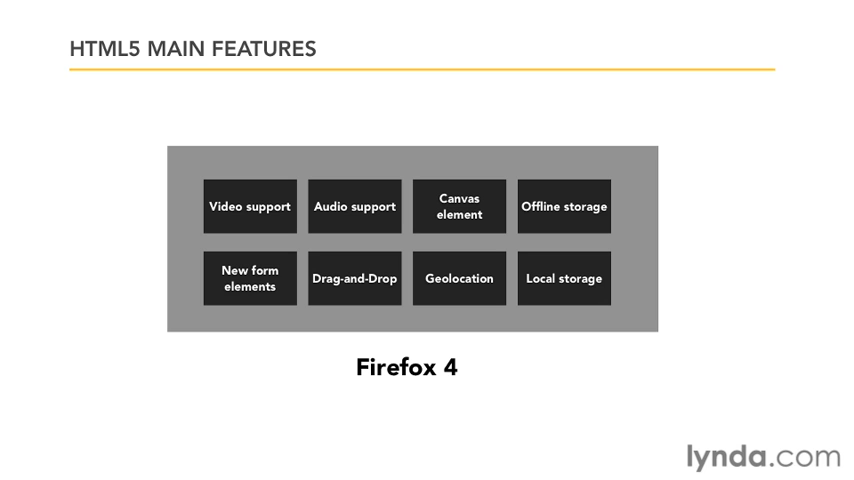 HTML5 MAIN FEATURES
Video support
Audio support
Canvas
element
Offline storage
New form
elements
Drag-and-Drop
Geolocation
Local storage
Firefox 4
lynda.com